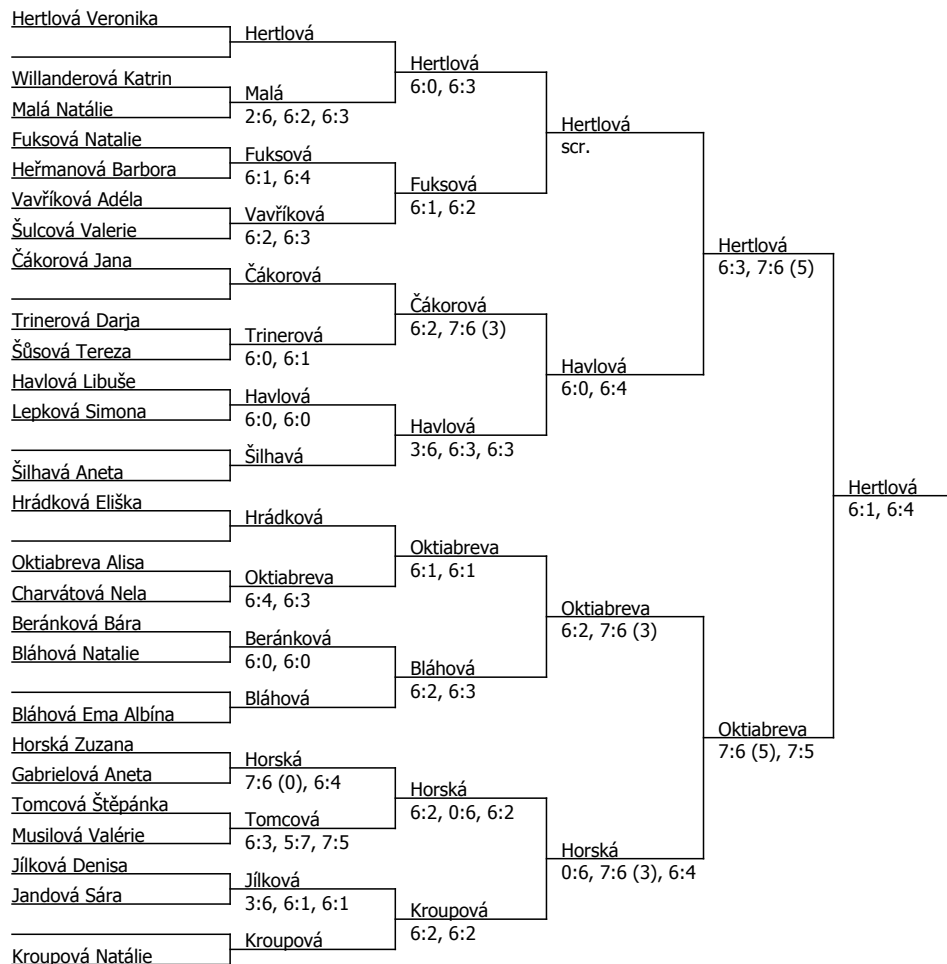 Hertlová Veronika
Willanderová Katrin
Malá Natálie
Fuksová Natalie
Heřmanová Barbora
Vavříková Adéla
Šulcová Valerie
Čákorová Jana
Trinerová Darja
Šůsová Tereza
Havlová Libuše
Lepková Simona
Šilhavá Aneta
Hrádková Eliška
Oktiabreva Alisa
Charvátová Nela
Beránková Bára
Bláhová Natalie
Bláhová Ema Albína
Horská Zuzana
Gabrielová Aneta
Tomcová Štěpánka
Musilová Valérie
Jílková Denisa
Jandová Sára
Kroupová Natálie
Hertlová
Malá
2:6, 6:2, 6:3
Fuksová
6:1, 6:4
Vavříková
6:2, 6:3
Čákorová
Trinerová
6:0, 6:1
Havlová
6:0, 6:0
Šilhavá
Hrádková
Oktiabreva
6:4, 6:3
Beránková
6:0, 6:0
Bláhová
Horská
7:6 (0), 6:4
Tomcová
6:3, 5:7, 7:5
Jílková
3:6, 6:1, 6:1
Kroupová
Hertlová
6:0, 6:3
Fuksová
6:1, 6:2
Čákorová
6:2, 7:6 (3)
Havlová
3:6, 6:3, 6:3
Oktiabreva
6:1, 6:1
Bláhová
6:2, 6:3
Horská
6:2, 0:6, 6:2
Kroupová
6:2, 6:2
Hertlová
scr.
Havlová
6:0, 6:4
Oktiabreva
6:2, 7:6 (3)
Horská
0:6, 7:6 (3), 6:4
Hertlová
6:3, 7:6 (5)
Oktiabreva
7:6 (5), 7:5
Hertlová
6:1, 6:4